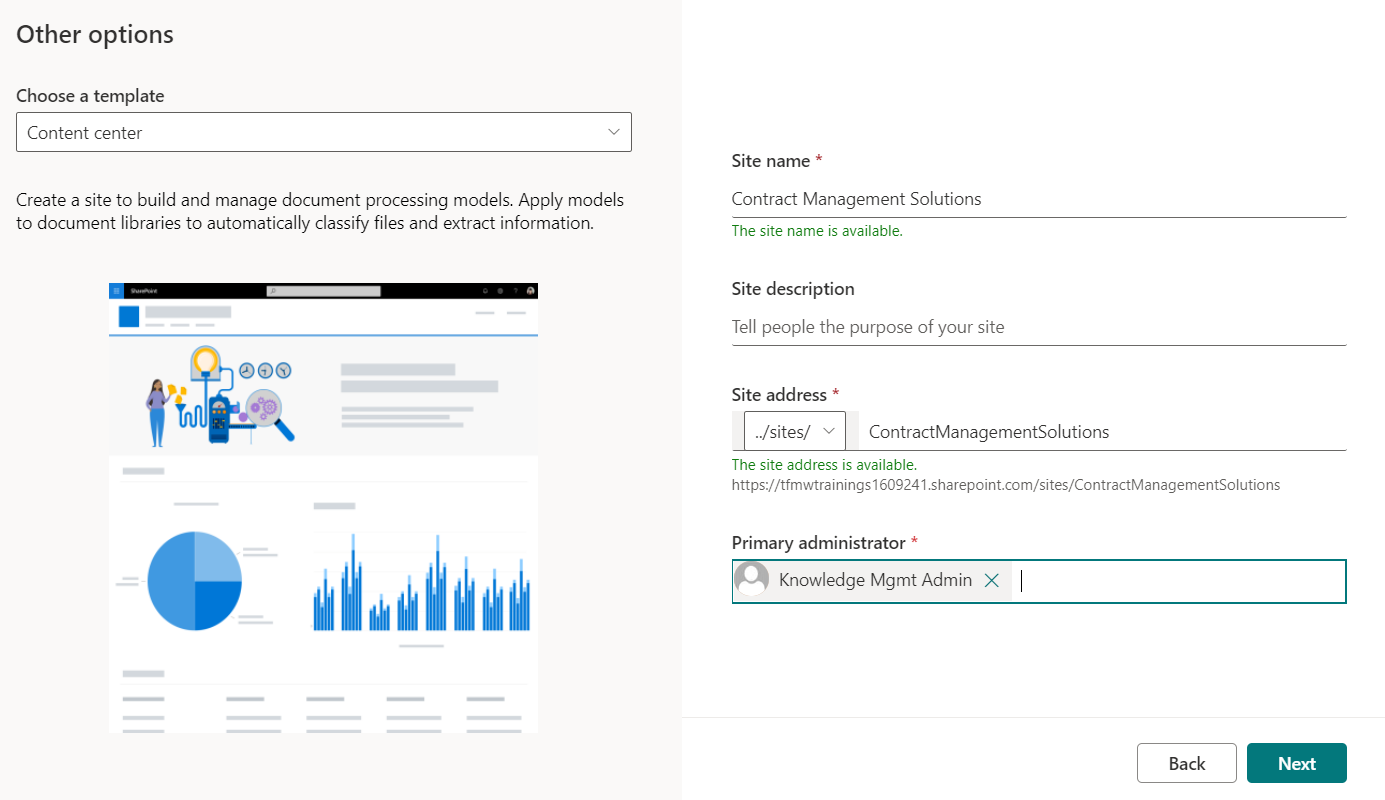 Other options
Choose a template
Content center
Create a site to build and manage document processing models. Apply models
to document libraries to automatically classify files and extract information.
SharePoint
Site name *
Contract Management Solutions
The site name is available.
Site description
Tell people the purpose of your site
Site address *
../sites/ ContractManagementSolutions
The site address is available.
https://tfmwtrainings1609241.sharepoint.com/sites/ContractManagementSolutions
Primary administrator *
Knowledge Mgmt Admin
Back Next